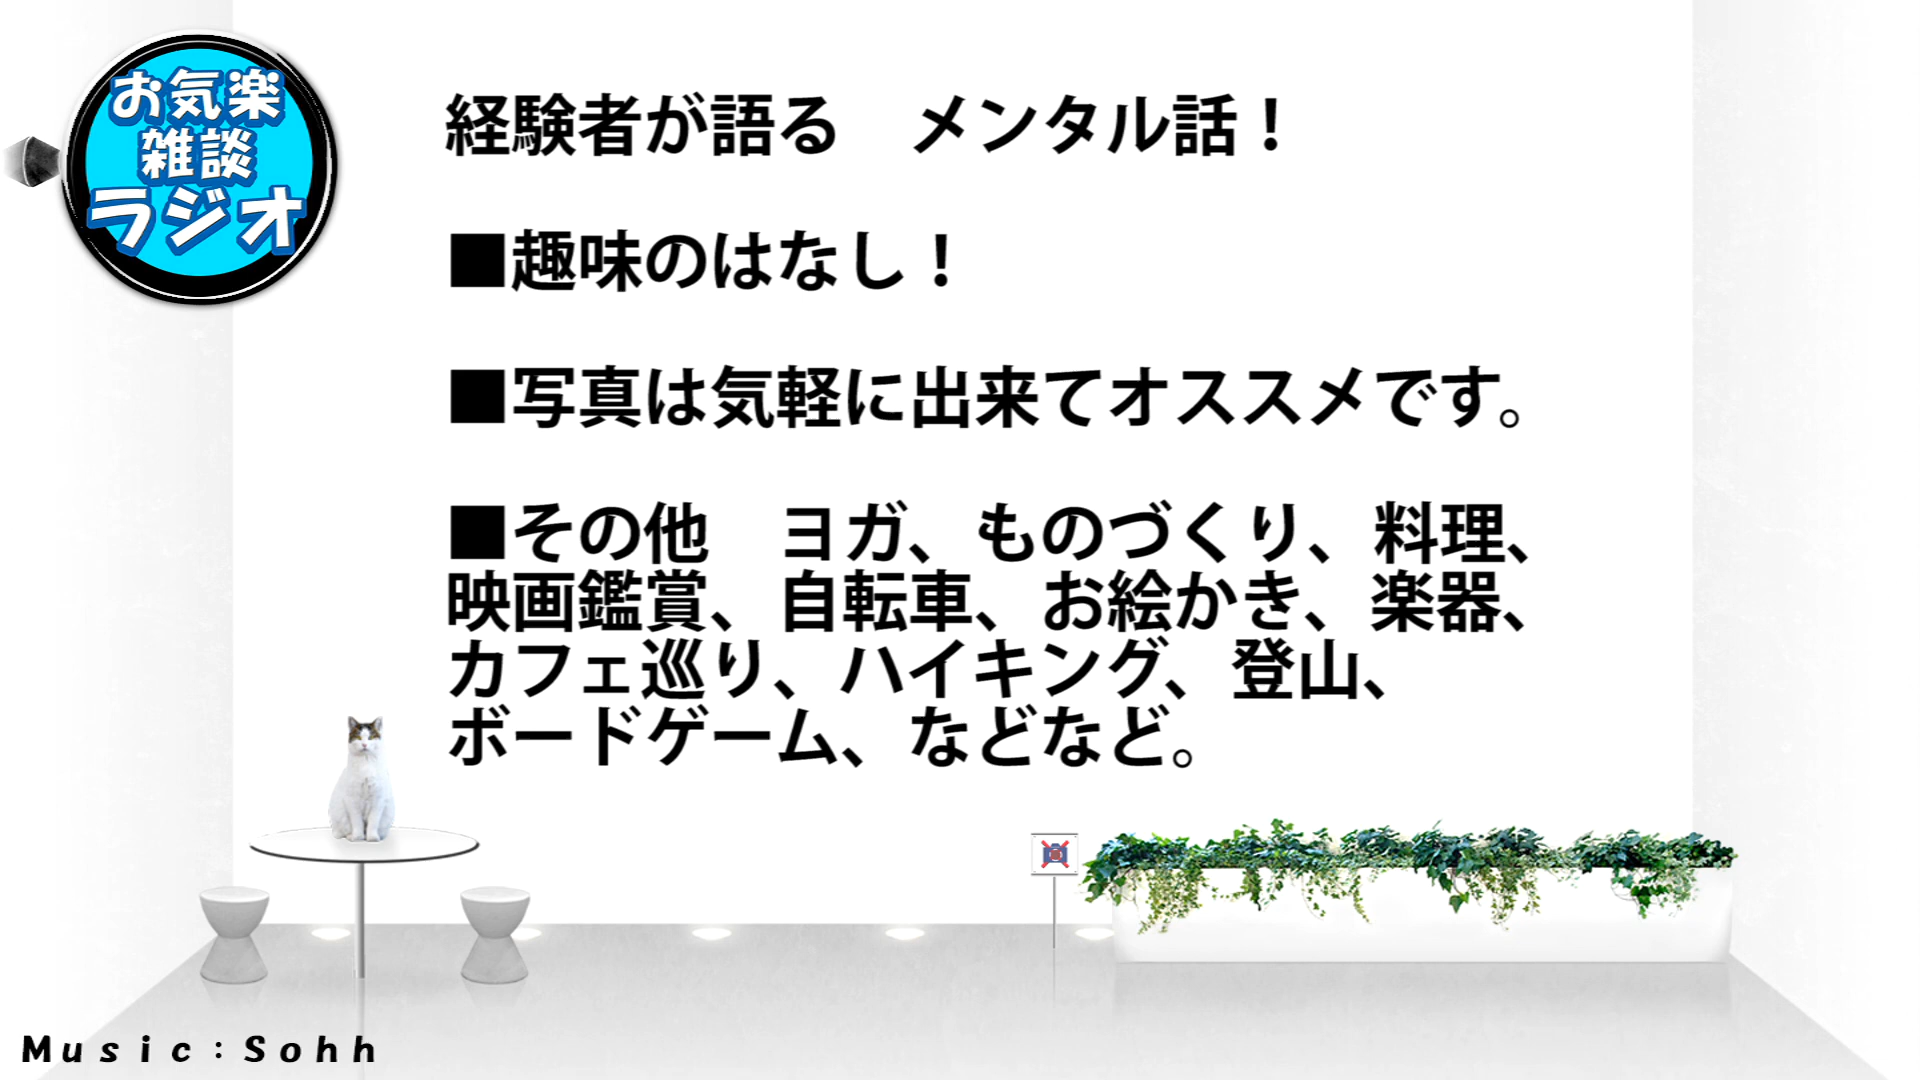 お気楽
雑談
ラジオ
経験者が語る　メンタル話！
■趣味のはなし！
■写真は気軽に出来てオススメです。
■その他　ヨガ、ものづくり、料理、
映画鑑賞、自転車、お絵かき、楽器、
カフェ巡り、ハイキング、登山、
ボードゲーム、などなど。
Music：Sohh